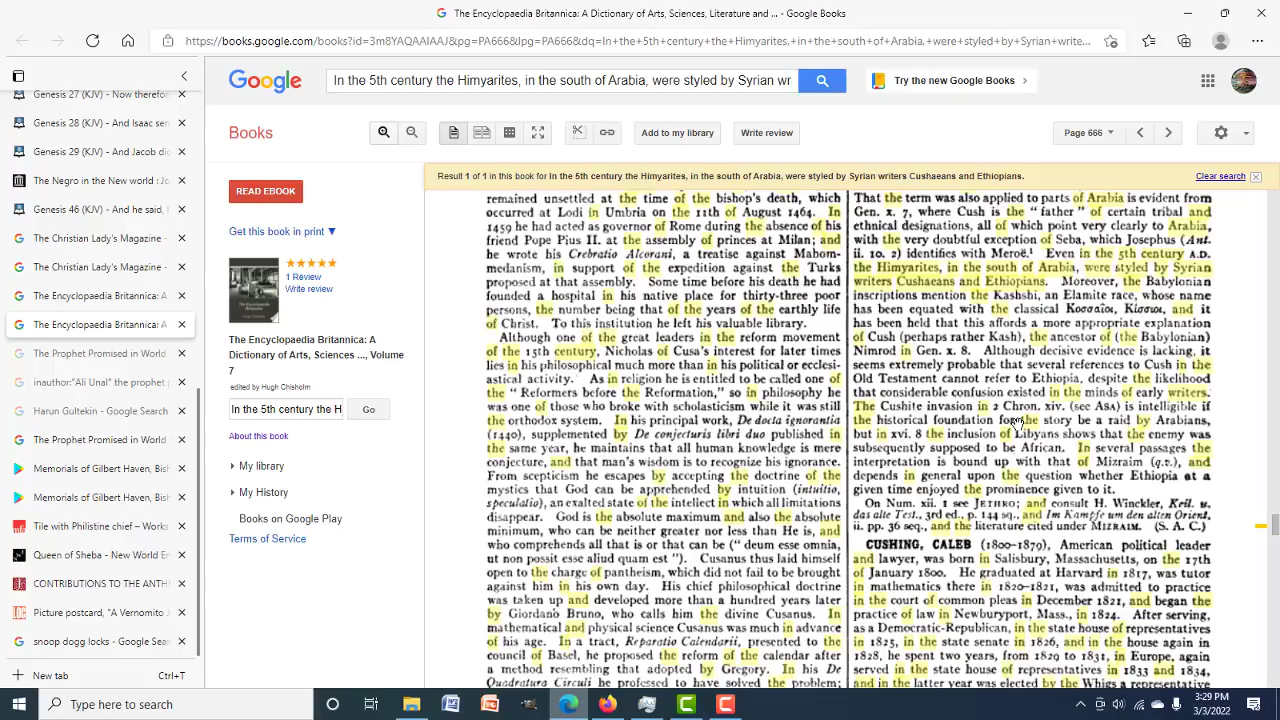 The Encyclopaedia Britannica: A Dictionary of Arts, Sciences, Literature and ... - Google Books
https://books.google.com/books?id=3m8YAQAAIAAJ&pg=PA666&lpg=PA666&dq=In+the+5th+century+the+Himyarites,+in+the+south+of+Arabia,+were+styled+by+Syrian+write...
Genesis 27 (KJV) - Now therefor
Genesis 28 (KJV) - And Isaac sen
Genesis 29 (KJV) - And Jacob di
The Negro in the New world : Jo
Genesis 46 (KJV) - And he said, I
The Christian Lady's Magazine -
The Christian Lady's Magazine -
The Encyclopaedia Britannica: A
The Encyclopaedia Britannica: A
The Prophet Promised in World
inauthor:"Ali Unal" the prophet p
Harun Gultekin - Google Search
The Prophet Promised in World
Memoirs of Gilbert Haven, Bish
Memoirs of Gilbert Haven, Bish
Tile with Philistine chief – Works
Queen of Sheba - New World En
CONTRIBUTIONS TO THE ANTH
Picture postcard, "A Vernomito J
snoop dogg looks - Google Sear
New tab
Ctrl+T
Google
In the 5th century the Himyarites, in the south of Arabia, were styled by Syrian wr
Try the new Google Books
Books
Add to my library
Write review
Page 666
Result 1 of 1 in this book for In the 5th century the Himyarites, in the south of Arabia, were styled by Syrian writers Cushaeans and Ethiopians.
Clear search
READ EBOOK
Get this book in print ▼
1 Review
Write review
The Encyclopaedia Britannica: A
Dictionary of Arts, Sciences ..., Volume
7
edited by Hugh Chisholm
In the 5th century the H
Go
About this book
My library
My History
Books on Google Play
Terms of Service
remained unsettled at the time of the bishop's death, which
occurred at Lodi in Umbria on the 11th of August 1464. In
1459 he had acted as governor of Rome during the absence of his
friend Pope Pius II. at the assembly of princes at Milan; and
he wrote his Crebratio Alcorani, a treatise against Mahom-
medanism, in support of the expedition against the Turks
proposed at that assembly. Some time before his death he had
founded a hospital in his native place for thirty-three poor
persons, the number being that of the years of the earthly life
of Christ. To this institution he left his valuable library.
Although one of the great leaders in the reform movement
of the 15th century, Nicholas of Cusa's interest for later times
lies in his philosophical much more than in his political or ecclesi-
astical activity. As in religion he is entitled to be called one of
the " Reformers before the Reformation," so in philosophy he
was one of those who broke with scholasticism while it was still
the orthodox system. In his principal work, De docta ignorantia
(1440), supplemented by De conjecturis libri duo published in
the same year, he maintains that all human knowledge is mere
conjecture, and that man's wisdom is to recognize his ignorance.
From scepticism he escapes by accepting the doctrine of the
mystics that God can be apprehended by intuition (intuitio,
speculatio), an exalted state of the intellect in which all limitations
disappear. God is the absolute maximum and also the absolute
minimum, who can be neither greater nor less than He is, and
who comprehends all that is or that can be (" deum esse omnia,
ut non possit esse aliud quam est "). Cusanus thus laid himself
open to the charge of pantheism, which did not fail to be brought
against him in his own day. His chief philosophical doctrine
was taken up and developed more than a hundred years later
by Giordano Bruno, who calls him the divine Cusanus. In
mathematical and physical science Cusanus was much in advance
of his age. In a tract, Reparatio Calendarii, presented to the
council of Basel, he proposed the reform of the calendar after
a method resembling that adopted by Gregory. In his De
Quadratura Circuli he professed to have solved the problem;
That the term was also applied to parts of Arabia is evident from
Gen. x. 7, where Cush is the " father " of certain tribal and
ethnical designations, all of which point very clearly to Arabia,
with the very doubtful exception of Seba, which Josephus (Ant.
ii. 10. 2) identifies with Meroë.¹ Even in the 5th century A.D.
the Himyarites, in the south of Arabia, were styled by Syrian
writers Cushaeans and Ethiopians. Moreover, the Babylonian
inscriptions mention the Kashshi, an Elamite race, whose name
has been equated with the classical Κοσσαῖοι, Κίσσιοι, and it
has been held that this affords a more appropriate explanation
of Cush (perhaps rather Kash), the ancestor of (the Babylonian)
Nimrod in Gen. x. 8. Although decisive evidence is lacking, it
seems extremely probable that several references to Cush in the
Old Testament cannot refer to Ethiopia, despite the likelihood
that considerable confusion existed in the minds of early writers.
The Cushite invasion in 2 Chron. xiv. (see ASA) is intelligible if
the historical foundation for the story be a raid by Arabians,
but in xvi. 8 the inclusion of Libyans shows that the enemy was
subsequently supposed to be African. In several passages the
interpretation is bound up with that of Mizraim (q.v.), and
depends in general upon the question whether Ethiopia at a
given time enjoyed the prominence given to it.
On Num. xii. 1 see JETHRO; and consult H. Winckler, Keil. u.
das alte Test., 3rd ed., p. 144 sq., and Im Kampfe um den alten Orient,
ii. pp. 36 seq., and the literature cited under MIZRAIM. (S. A. C.)
CUSHING, CALEB (1800-1879), American political leader
and lawyer, was born in Salisbury, Massachusetts, on the 17th
of January 1800. He graduated at Harvard in 1817, was tutor
in mathematics there in 1820-1821, was admitted to practice
in the court of common pleas in December 1821, and began the
practice of law in Newburyport, Mass., in 1824. After serving,
as a Democratic-Republican, in the state house of representatives
in 1825, in the state senate in 1826, and in the house again in
1828, he spent two years, from 1829 to 1831, in Europe, again
served in the state house of representatives in 1833 and 1834,
and in the latter year was elected by the Whigs a representative
Type here to search
3:29 PM
3/3/2022